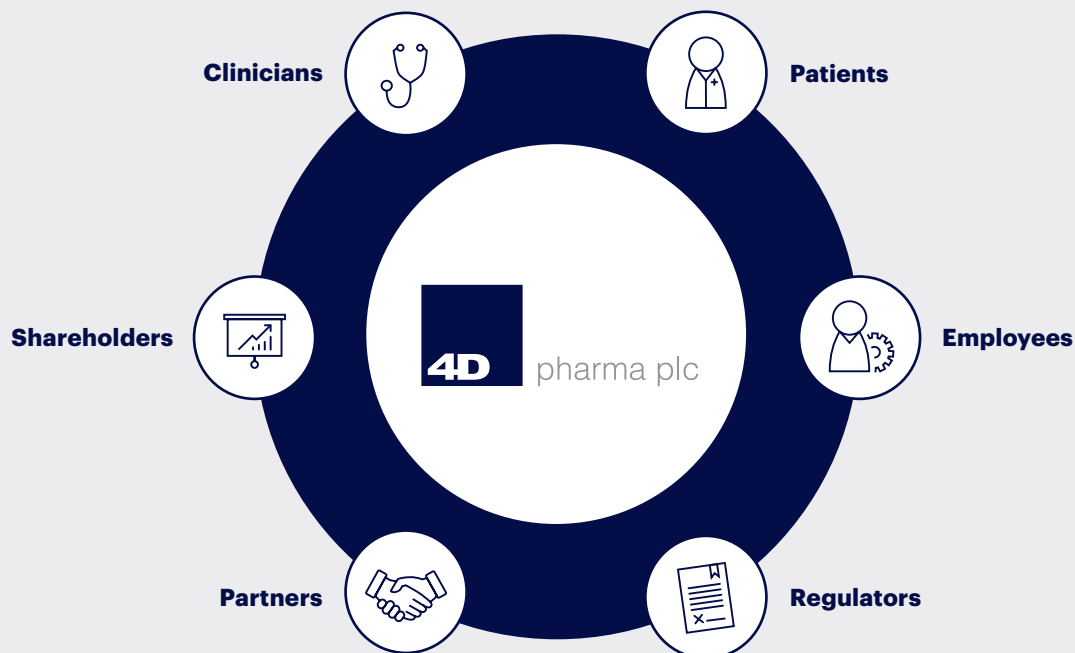 Clinicians
Patients
Shareholders
4D pharma plc
Employees
Partners
Regulators